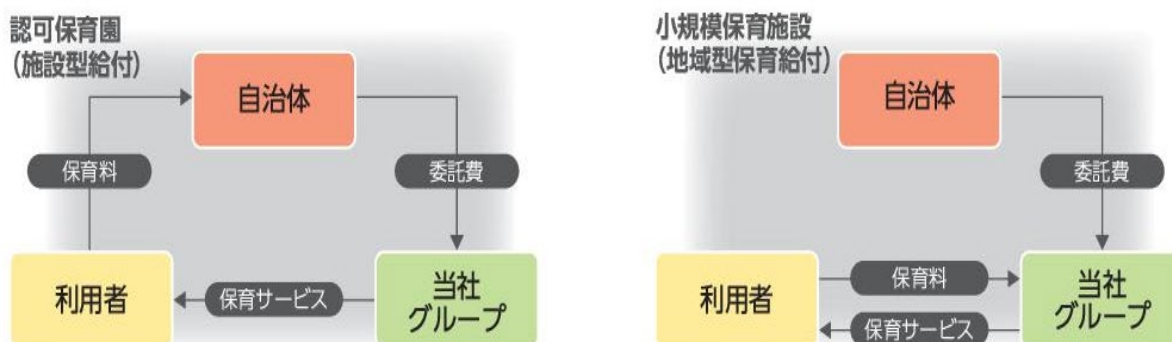 認可保育園
（施設型給付）
自治体
保育料
委託費
利用者
保育サービス
当社
グループ
小規模保育施設
（地域型保育給付）
自治体
委託費
利用者
保育料
保育サービス
当社
グループ